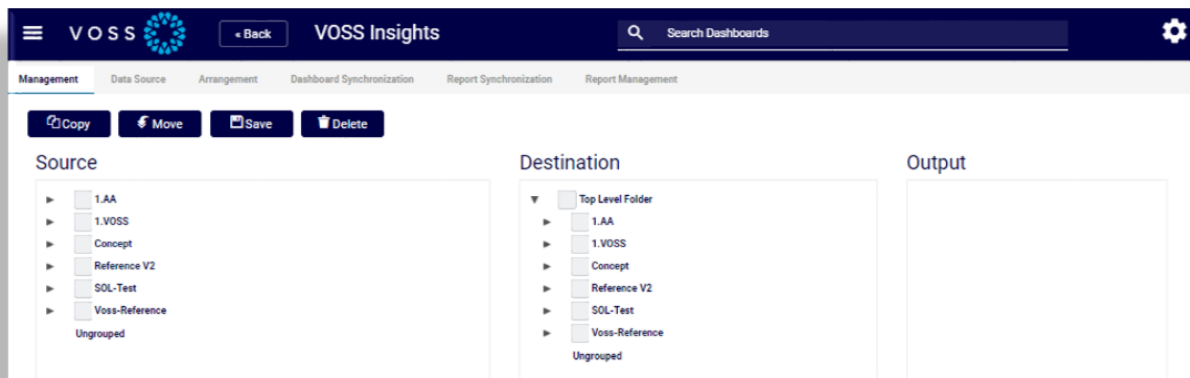 VOSS « Back VOSS Insights Search Dashboards
Management Data Source Arrangement Dashboard Synchronization Report Synchronization Report Management
Copy Move Save Delete
Source
1.AA
1.VOSS
Concept
Reference V2
SOL-Test
Voss-Reference
Ungrouped
Destination
Top Level Folder
1.AA
1.VOSS
Concept
Reference V2
SOL-Test
Voss-Reference
Ungrouped
Output